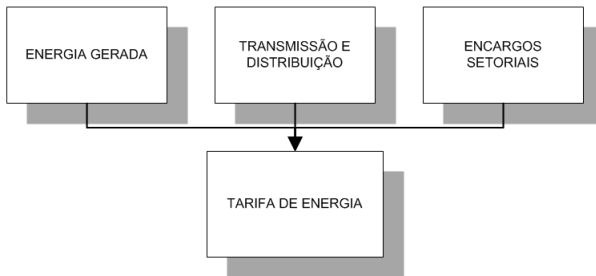 ENERGIA GERADA
TRANSMISSÃO E
DISTRIBUIÇÃO
ENCARGOS
SETORIAIS
TARIFA DE ENERGIA